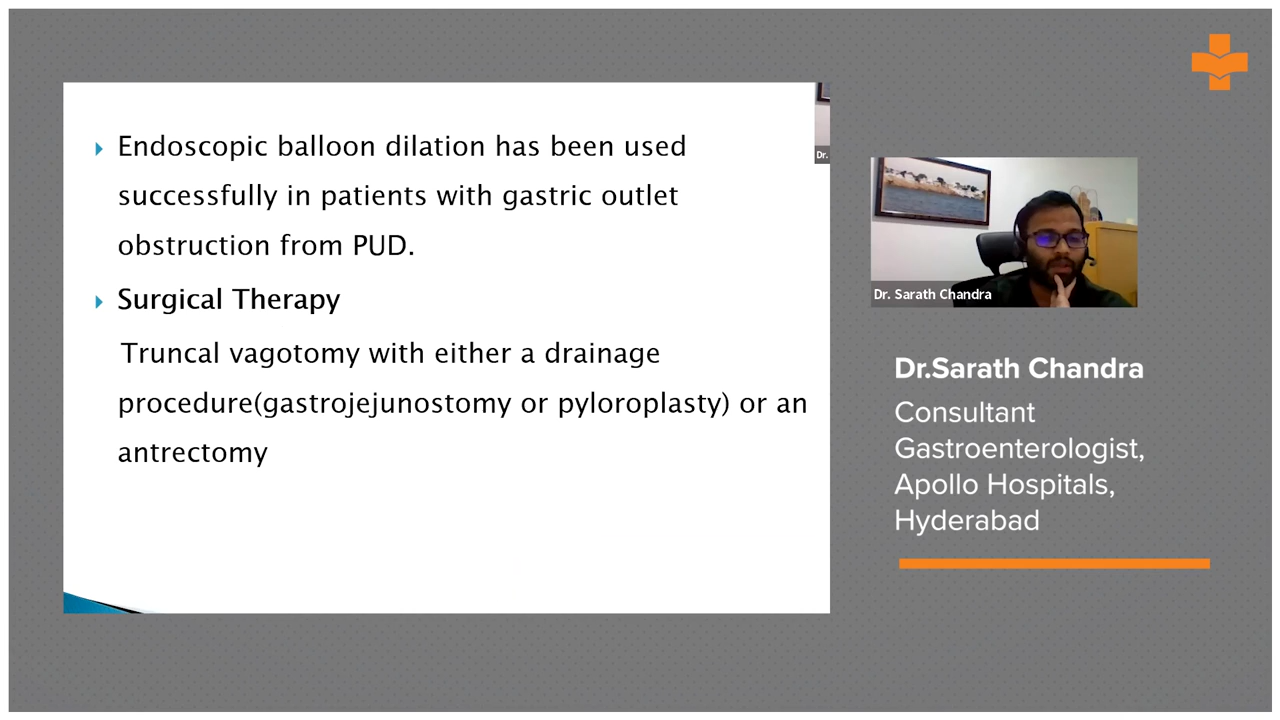 Endoscopic balloon dilation has been used
successfully in patients with gastric outlet
obstruction from PUD.
Surgical Therapy
Truncal vagotomy with either a drainage
procedure(gastrojejunostomy or pyloroplasty) or an
antrectomy
Dr.
Dr. Sarath Chandra
Dr.Sarath Chandra
Consultant
Gastroenterologist,
Apollo Hospitals,
Hyderabad